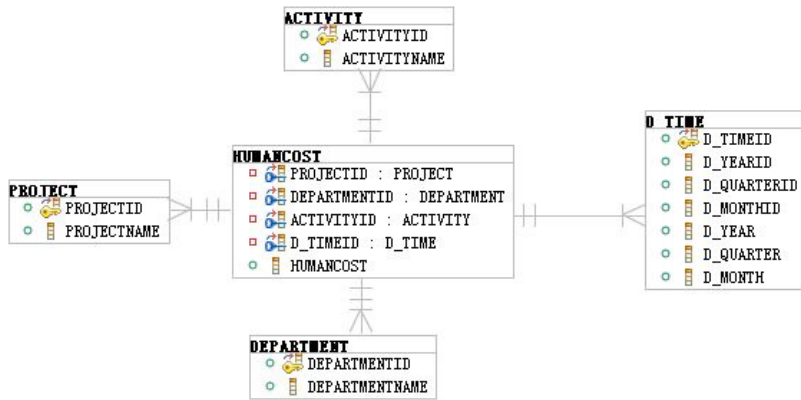 ACTIVITY
ACTIVITYID
ACTIVITYNAME
HUMANCOST
PROJECTID : PROJECT
DEPARTMENTID : DEPARTMENT
ACTIVITYID : ACTIVITY
D_TIMEID : D_TIME
HUMANCOST
PROJECT
PROJECTID
PROJECTNAME
D_TIME
D_TIMEID
D_YEARID
D_QUARTERID
D_MONTHID
D_YEAR
D_QUARTER
D_MONTH
DEPARTMENT
DEPARTMENTID
DEPARTMENTNAME